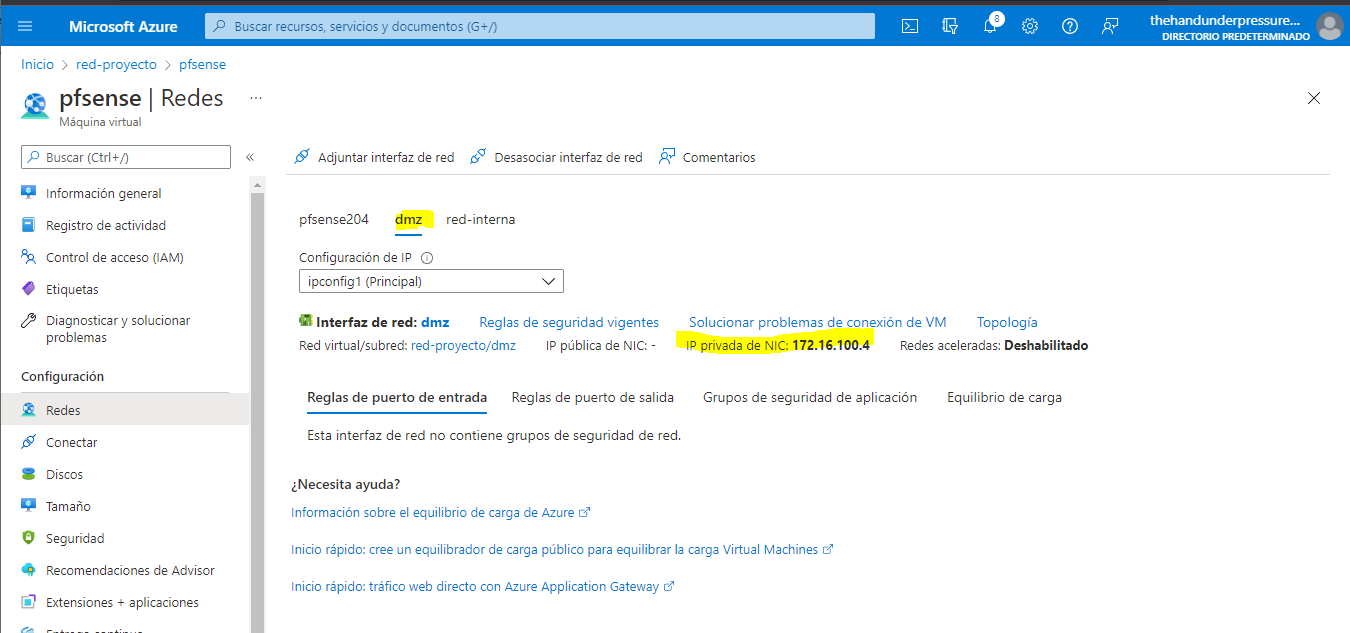 Microsoft Azure
Buscar recursos, servicios y documentos (G+/)
8
thehandunderpressure...
DIRECTORIO PREDETERMINADO
Inicio > red-proyecto > pfsense
pfsense | Redes ...
Máquina virtual
Buscar (Ctrl+/) «
Adjuntar interfaz de red Desasociar interfaz de red Comentarios
Información general
Registro de actividad
Control de acceso (IAM)
Etiquetas
Diagnosticar y solucionar
problemas
Configuración
Redes
Conectar
Discos
Tamaño
Seguridad
Recomendaciones de Advisor
Extensiones + aplicaciones
Entrega continua
pfsense204 dmz red-interna
Configuración de IP
ipconfig1 (Principal)
Interfaz de red: dmz Reglas de seguridad vigentes Solucionar problemas de conexión de VM Topología
Red virtual/subred: red-proyecto/dmz IP pública de NIC: - IP privada de NIC: 172.16.100.4 Redes aceleradas: Deshabilitado
Reglas de puerto de entrada Reglas de puerto de salida Grupos de seguridad de aplicación Equilibrio de carga
Esta interfaz de red no contiene grupos de seguridad de red.
¿Necesita ayuda?
Información sobre el equilibrio de carga de Azure
Inicio rápido: cree un equilibrador de carga público para equilibrar la carga Virtual Machines
Inicio rápido: tráfico web directo con Azure Application Gateway